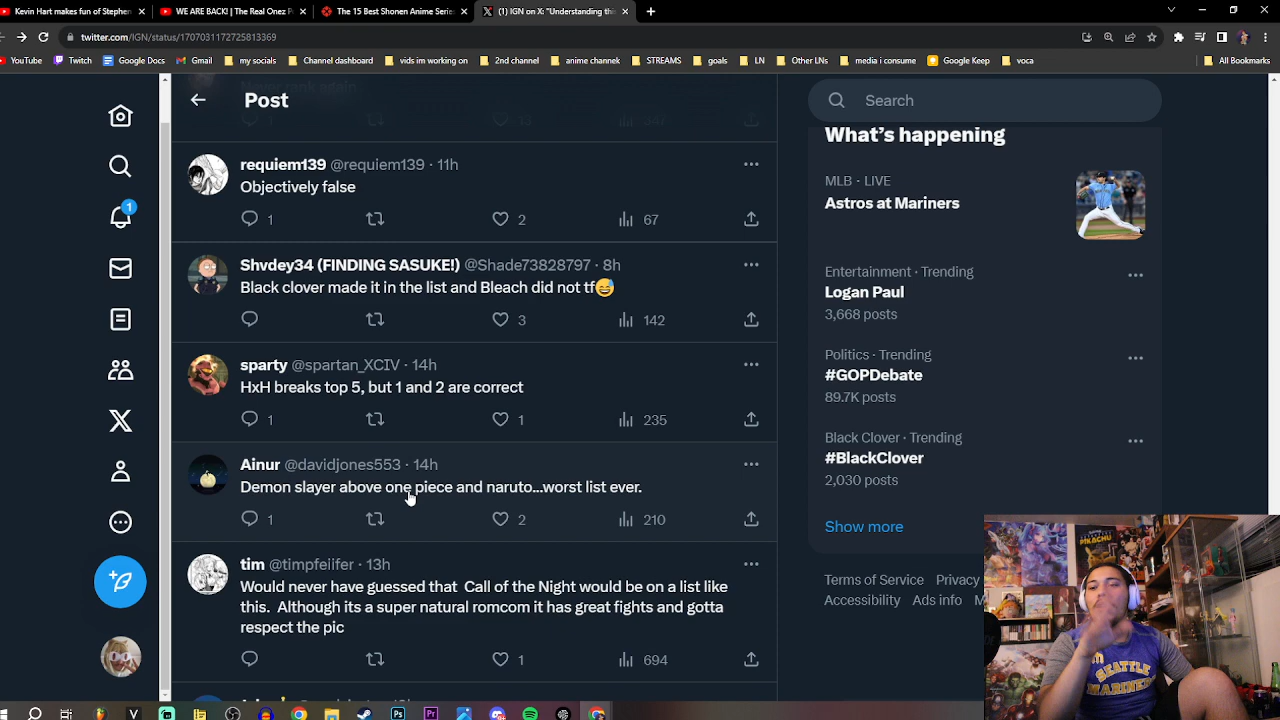 Kevin Hart makes fun of Stephen
WE ARE BACK! | The Real Onez P
The 15 Best Shonen Anime Series
(1) IGN on X: "Understanding thi
twitter.com/IGN/status/1707031172725813369
YouTube
Twitch
Google Docs
Gmail
my socials
Channel dashboard
vids im working on
2nd channel
anime channel
STREAMS
goals
LN
Other LNs
media i consume
Google Keep
voca
All Bookmarks
Post
Search
requiem139 @requiem139 · 11h
Objectively false
1 2 67
Shvdey34 (FINDING SASUKE!) @Shade73828797 · 8h
Black clover made it in the list and Bleach did not tf😅
3 142
sparty @spartan_XCIV · 14h
HxH breaks top 5, but 1 and 2 are correct
1 1 235
Ainur @davidjones553 · 14h
Demon slayer above one piece and naruto...worst list ever.
1 2 210
tim @timpfeiifer · 13h
Would never have guessed that Call of the Night would be on a list like
this. Although its a super natural romcom it has great fights and gotta
respect the pic
1 694
1
What's happening
MLB · LIVE
Astros at Mariners
Entertainment · Trending
Logan Paul
3,668 posts
Politics · Trending
#GOPDebate
89.7K posts
Black Clover · Trending
#BlackClover
2,030 posts
Show more
Terms of Service Privacy
Accessibility Ads info
PIKACHU
SEATTLE
MARINERS